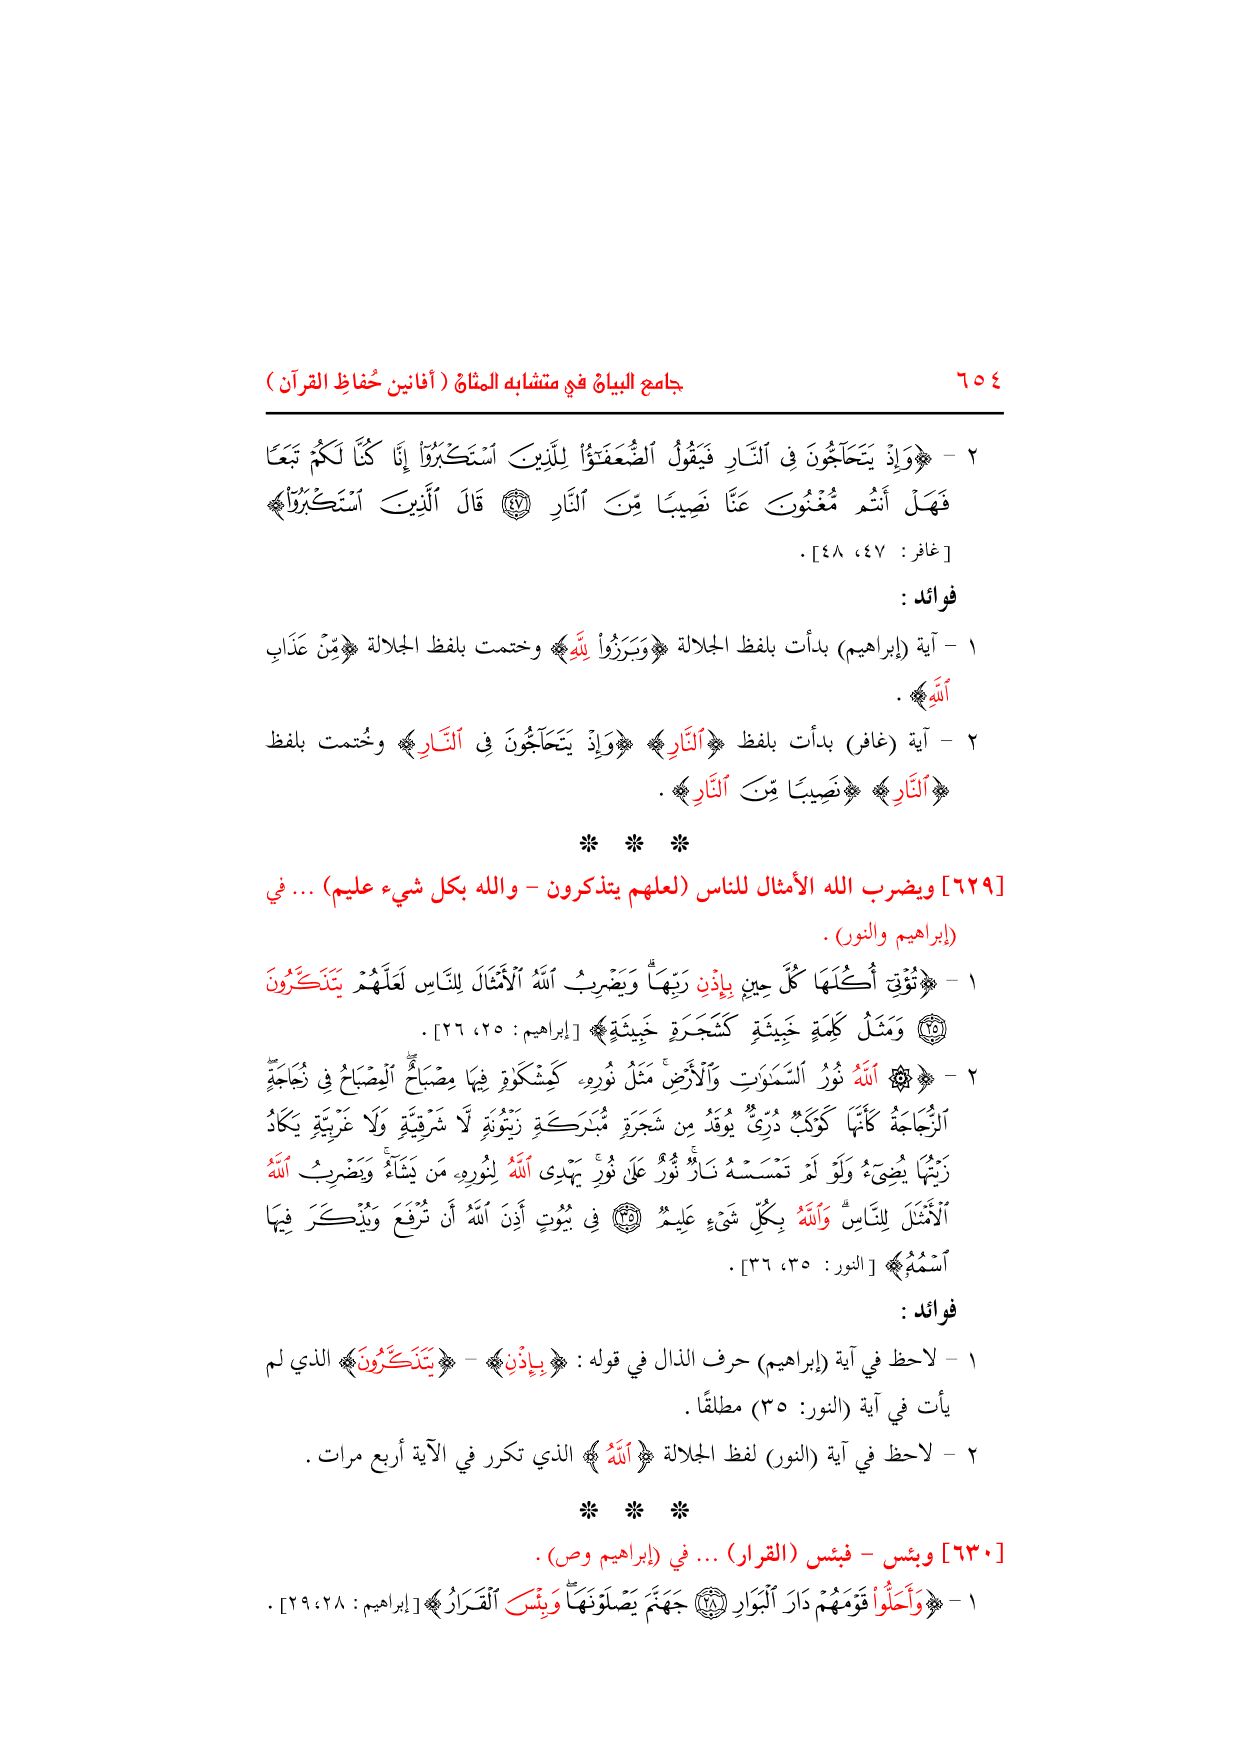 ٦٥٤ جامع البيان في متشابه المثان ( أفانين حُفاظِ القرآن )
٢ - ﴿وَإِذْ يَتَحَآجُّونَ فِى ٱلنَّارِ فَيَقُولُ ٱلضُّعَفَـٰٓؤُا۟ لِلَّذِينَ ٱسْتَكْبَرُوٓا۟ إِنَّا كُنَّا لَكُمْ تَبَعًا
فَهَلْ أَنتُم مُّغْنُونَ عَنَّا نَصِيبًا مِّنَ ٱلنَّارِ ٤٧ قَالَ ٱلَّذِينَ ٱسْتَكْبَرُوٓا۟﴾
[غافر : ٤٧، ٤٨] .
فوائد :
١ - آية (إبراهيم) بدأت بلفظ الجلالة ﴿وَبَرَزُوا۟ لِلَّهِ﴾ وختمت بلفظ الجلالة ﴿مِّنْ عَذَابِ
ٱللَّهِ﴾ .
٢ - آية (غافر) بدأت بلفظ ﴿ٱلنَّارِ﴾ ﴿وَإِذْ يَتَحَآجُّونَ فِى ٱلنَّارِ﴾ وخُتمت بلفظ
﴿ٱلنَّارِ﴾ ﴿نَصِيبًا مِّنَ ٱلنَّارِ﴾ .
* * *
[٦٢٩] ويضرب الله الأمثال للناس (لعلهم يتذكرون - والله بكل شيء عليم) ... في
(إبراهيم والنور) .
١ - ﴿تُؤْتِىٓ أُكُلَهَا كُلَّ حِينٍۭ بِإِذْنِ رَبِّهَا ۗ وَيَضْرِبُ ٱللَّهُ ٱلْأَمْثَالَ لِلنَّاسِ لَعَلَّهُمْ يَتَذَكَّرُونَ
٢٥ وَمَثَلُ كَلِمَةٍ خَبِيثَةٍ كَشَجَرَةٍ خَبِيثَةٍ﴾ [إبراهيم : ٢٥، ٢٦] .
٢ - ﴿۞ ٱللَّهُ نُورُ ٱلسَّمَـٰوَٰتِ وَٱلْأَرْضِ ۚ مَثَلُ نُورِهِۦ كَمِشْكَوٰةٍ فِيهَا مِصْبَاحٌ ۖ ٱلْمِصْبَاحُ فِى زُجَاجَةٍ ۖ
ٱلزُّجَاجَةُ كَأَنَّهَا كَوْكَبٌ دُرِّىٌّ يُوقَدُ مِن شَجَرَةٍ مُّبَـٰرَكَةٍ زَيْتُونَةٍ لَّا شَرْقِيَّةٍ وَلَا غَرْبِيَّةٍ يَكَادُ
زَيْتُهَا يُضِىٓءُ وَلَوْ لَمْ تَمْسَسْهُ نَارٌ ۚ نُّورٌ عَلَىٰ نُورٍ ۗ يَهْدِى ٱللَّهُ لِنُورِهِۦ مَن يَشَآءُ ۚ وَيَضْرِبُ ٱللَّهُ
ٱلْأَمْثَـٰلَ لِلنَّاسِ ۗ وَٱللَّهُ بِكُلِّ شَىْءٍ عَلِيمٌ ٣٥ فِى بُيُوتٍ أَذِنَ ٱللَّهُ أَن تُرْفَعَ وَيُذْكَرَ فِيهَا
ٱسْمُهُۥ﴾ [النور : ٣٥، ٣٦] .
فوائد :
١ - لاحظ في آية (إبراهيم) حرف الذال في قوله : ﴿بِإِذْنِ﴾ - ﴿يَتَذَكَّرُونَ﴾ الذي لم
يأت في آية (النور: ٣٥) مطلقًا .
٢ - لاحظ في آية (النور) لفظ الجلالة ﴿ٱللَّهُ﴾ الذي تكرر في الآية أربع مرات .
* * *
[٦٣٠] وبئس - فبئس (القرار) ... في (إبراهيم وص) .
١ - ﴿وَأَحَلُّوا۟ قَوْمَهُمْ دَارَ ٱلْبَوَارِ ٢٨ جَهَنَّمَ يَصْلَوْنَهَا ۖ وَبِئْسَ ٱلْقَرَارُ﴾ [إبراهيم : ٢٨،٢٩] .